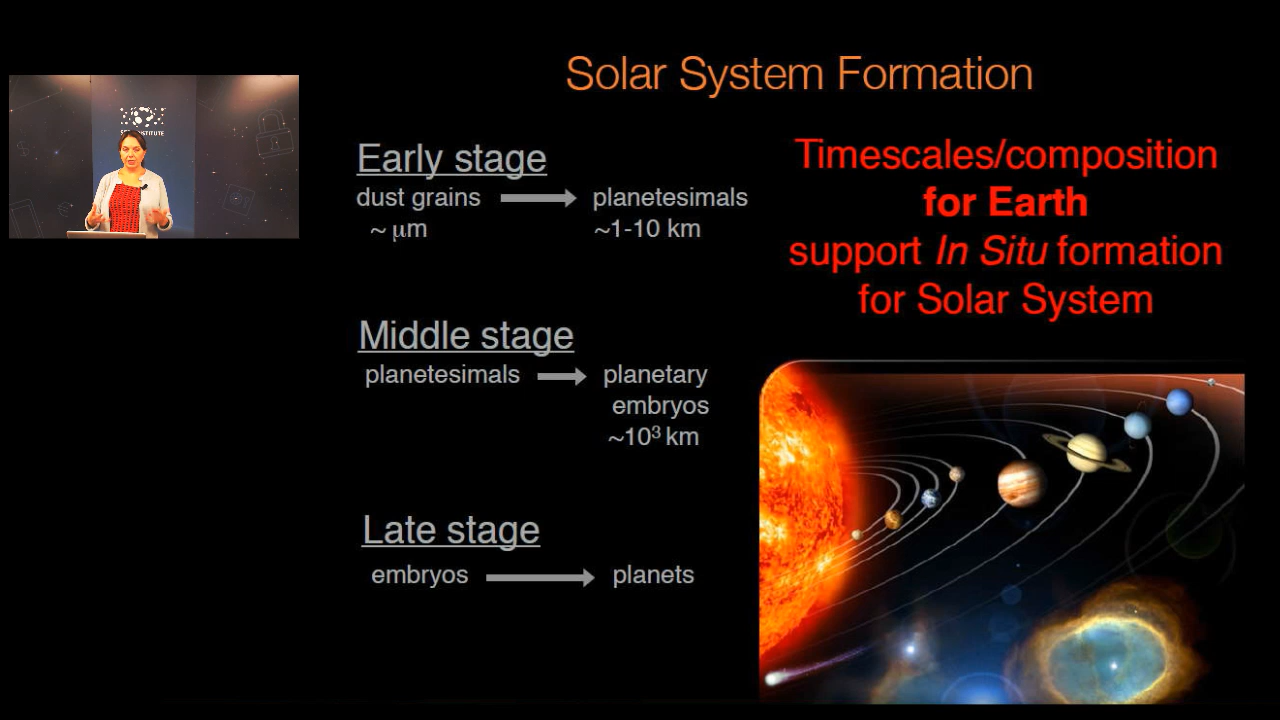 Solar System Formation
Early stage
dust grains planetesimals
~ μm ~1-10 km
Middle stage
planetesimals planetary
embryos
~10³ km
Late stage
embryos planets
Timescales/composition
for Earth
support In Situ formation
for Solar System
INSTITUTE